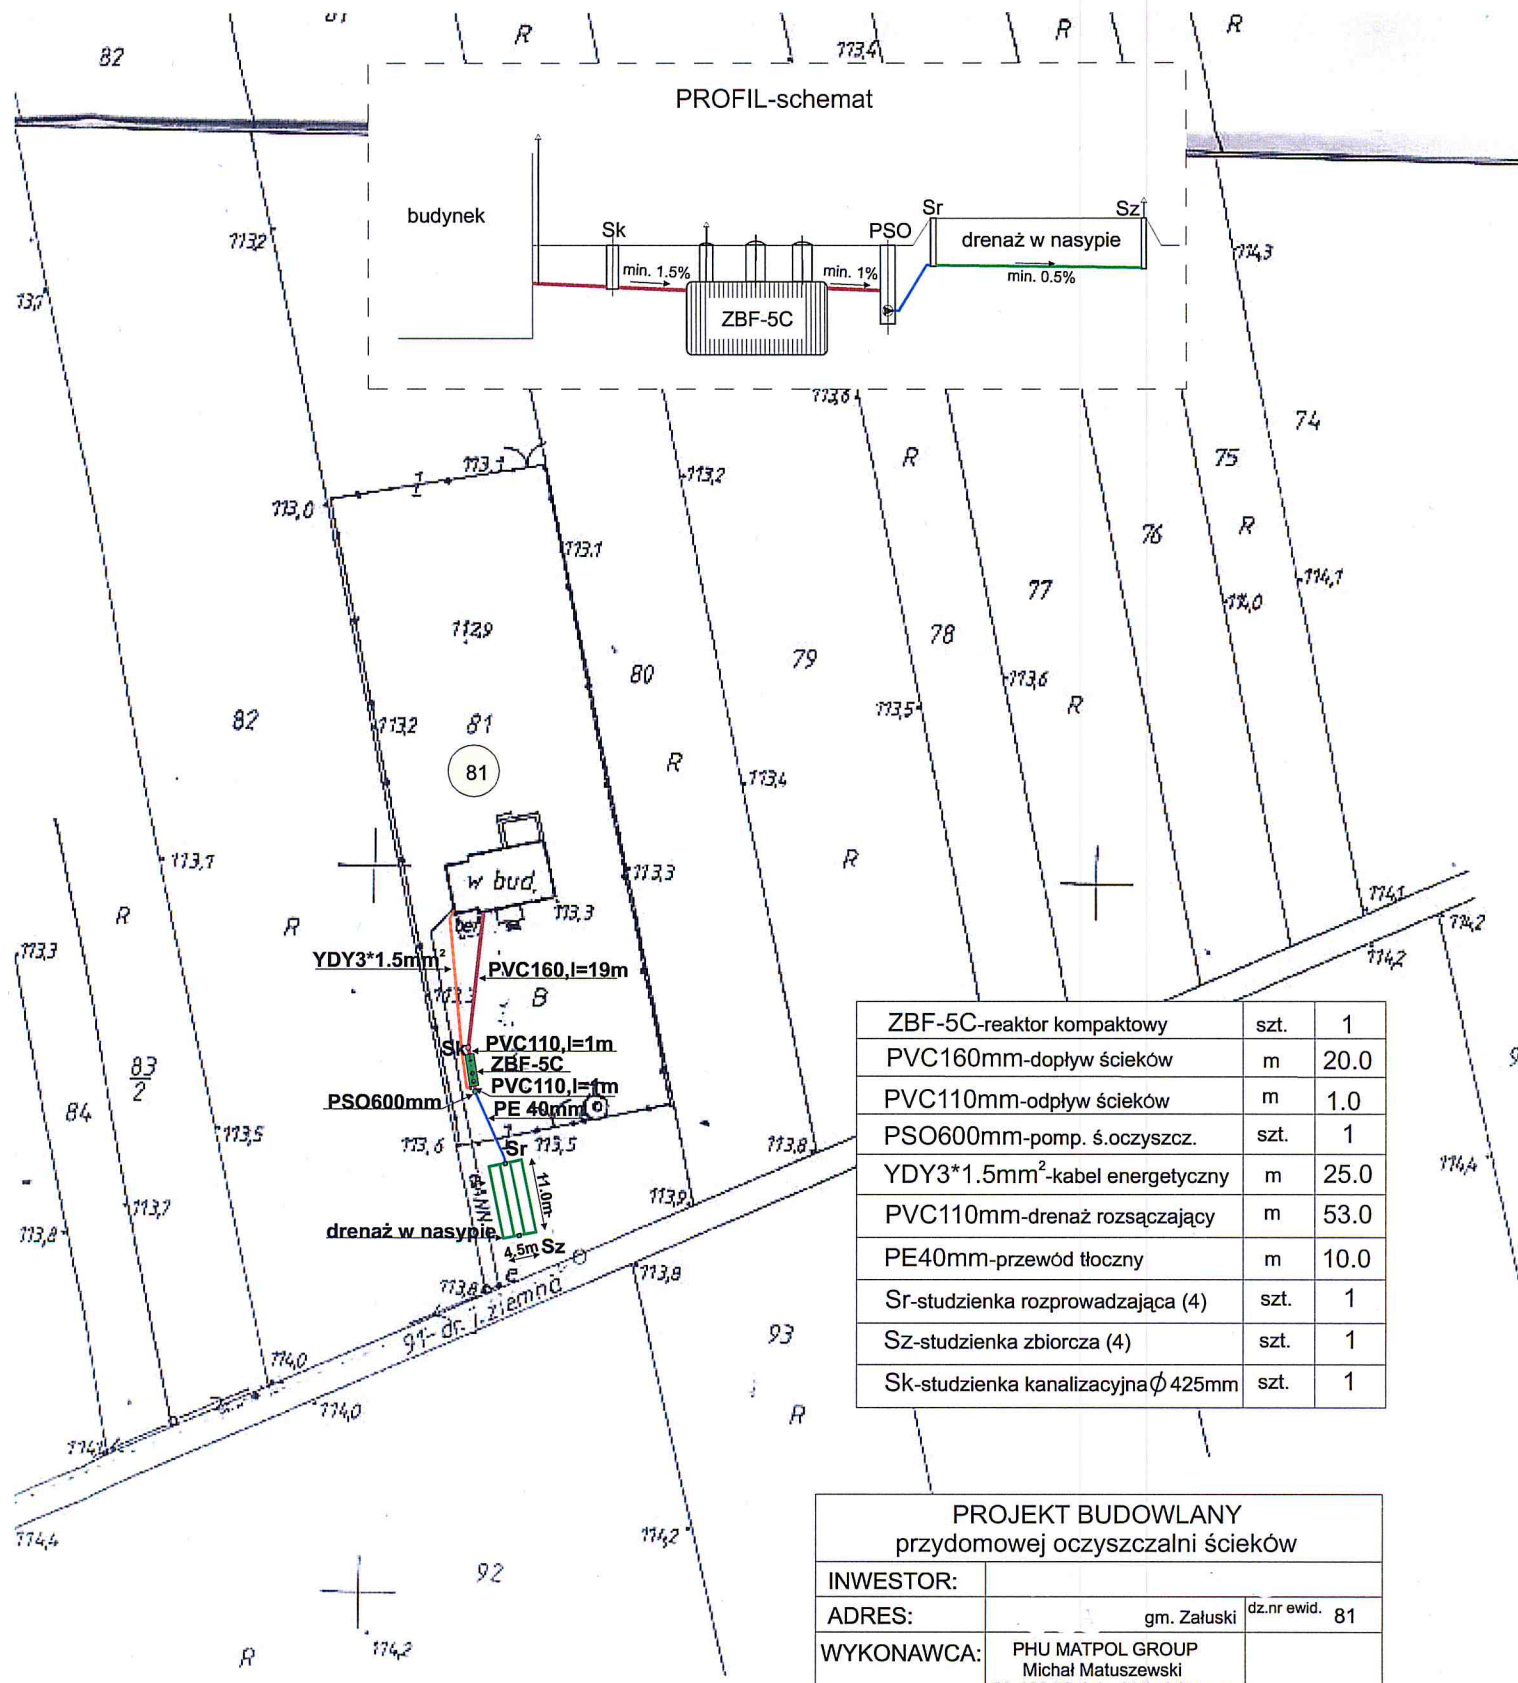 82
R
113,4
R
R
PROFIL-schemat
budynek
Sk
min. 1.5%
ZBF-5C
min. 1%
PSO
Sr
drenaż w nasypie
Sz
min. 0.5%
113,2
114,3
113,6
74
R
75
113,1
113,2
113,0
R
76
113.1
114,1
77
114,0
112,9
78
80
79
113,6
82
113,2
81
113,5
R
R
81
113,4
113,1
R
113,3
w bud.
114,1
R
R
113,3
114,2
113,3
YDY3*1.5mm²
PVC160,l=19m
114,2
B
Sk
PVC110,l=1m
ZBF-5C
PVC110,l=1m
PSO600mm
PE 40mm
83
2
84
113,5
113,6
Sr
113,5
113,8
114,4
11.0m
113,9
113,7
113,8
drenaż w nasypie
4,5m
Sz
113,8
113,8
91- dr. j. ziemna
93
114,0
114,0
R
ZBF-5C-reaktor kompaktowy szt. 1
PVC160mm-dopływ ścieków m 20.0
PVC110mm-odpływ ścieków m 1.0
PSO600mm-pomp. ś.oczyszcz. szt. 1
YDY3*1.5mm²-kabel energetyczny m 25.0
PVC110mm-drenaż rozsączający m 53.0
PE40mm-przewód tłoczny m 10.0
Sr-studzienka rozprowadzająca (4) szt. 1
Sz-studzienka zbiorcza (4) szt. 1
Sk-studzienka kanalizacyjna ϕ 425mm szt. 1
114,4
114,2
92
R
114,2
PROJEKT BUDOWLANY
przydomowej oczyszczalni ścieków
INWESTOR:
ADRES: gm. Załuski dz.nr ewid. 81
WYKONAWCA: PHU MATPOL GROUP
Michał Matuszewski